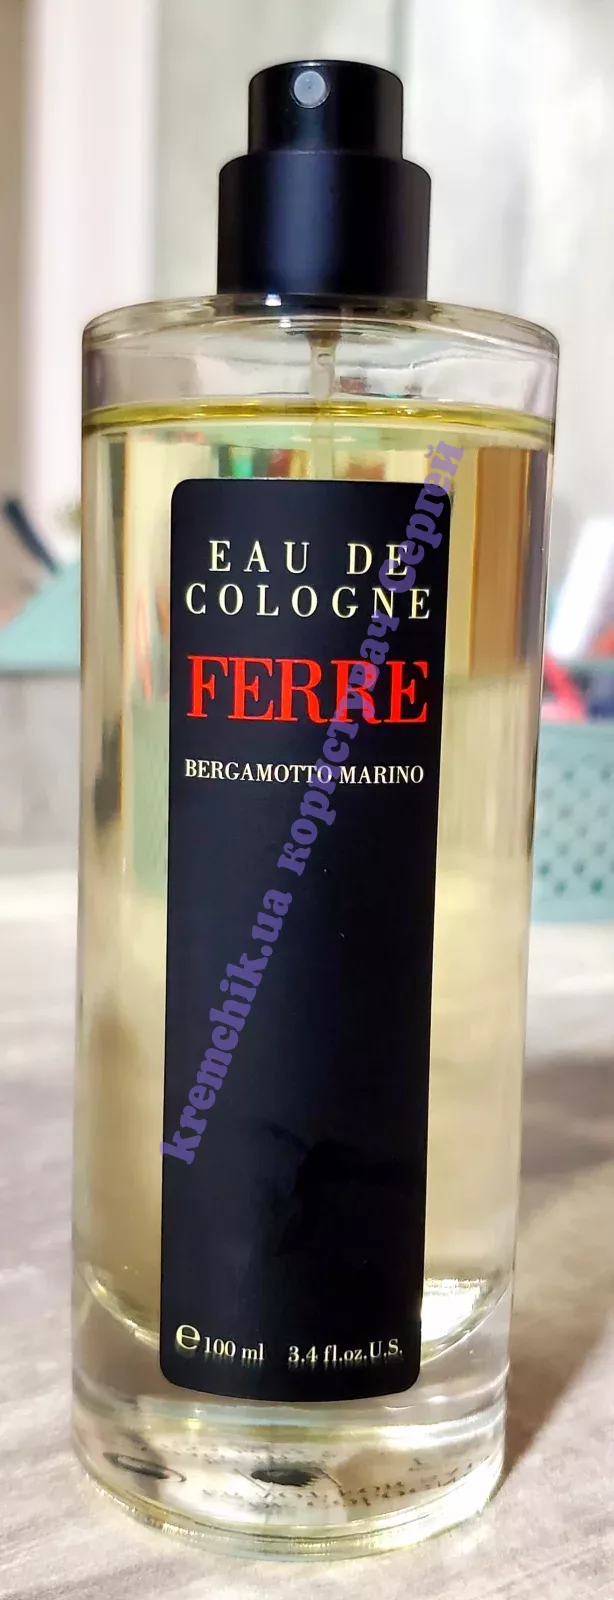 EAU DE
COLOGNE
FERRE
BERGAMOTTO MARINO
kremchik.ua користувач Сергей
e 100 ml 3.4 fl.oz.U.S.